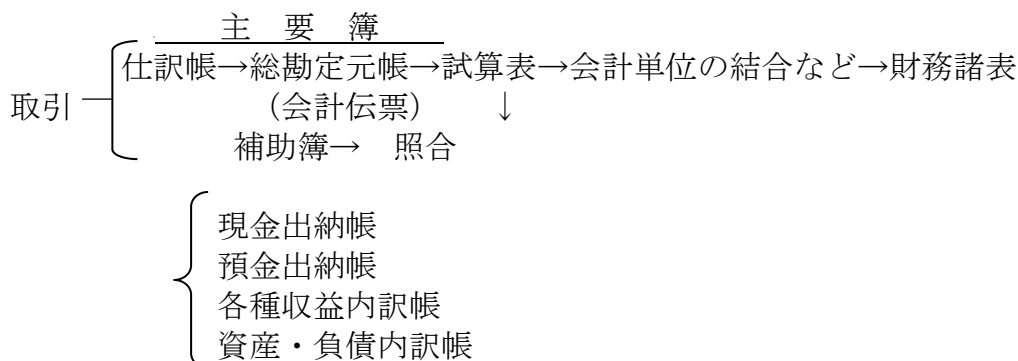 主 要 簿
仕訳帳→総勘定元帳→試算表→会計単位の結合など→財務諸表
取引 (会計伝票) ↓
補助簿→ 照合
現金出納帳
預金出納帳
各種収益内訳帳
資産・負債内訳帳